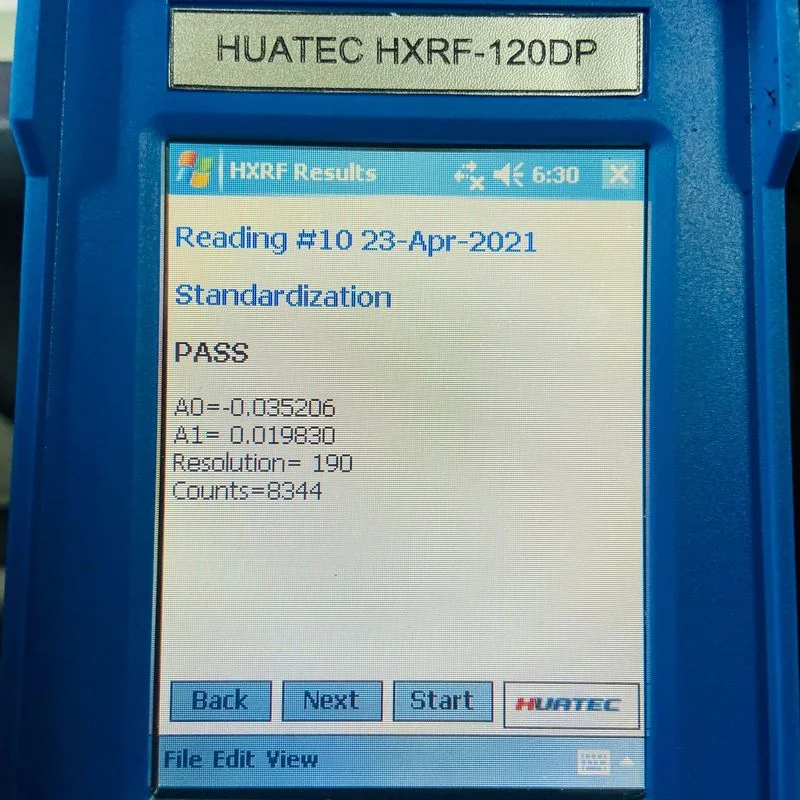 HUATEC HXRF-120DP
HXRF Results 6:30
Reading #10 23-Apr-2021
Standardization
PASS
A0=-0.035206
A1= 0.019830
Resolution= 190
Counts=8344
Back Next Start HUATEC
File Edit View